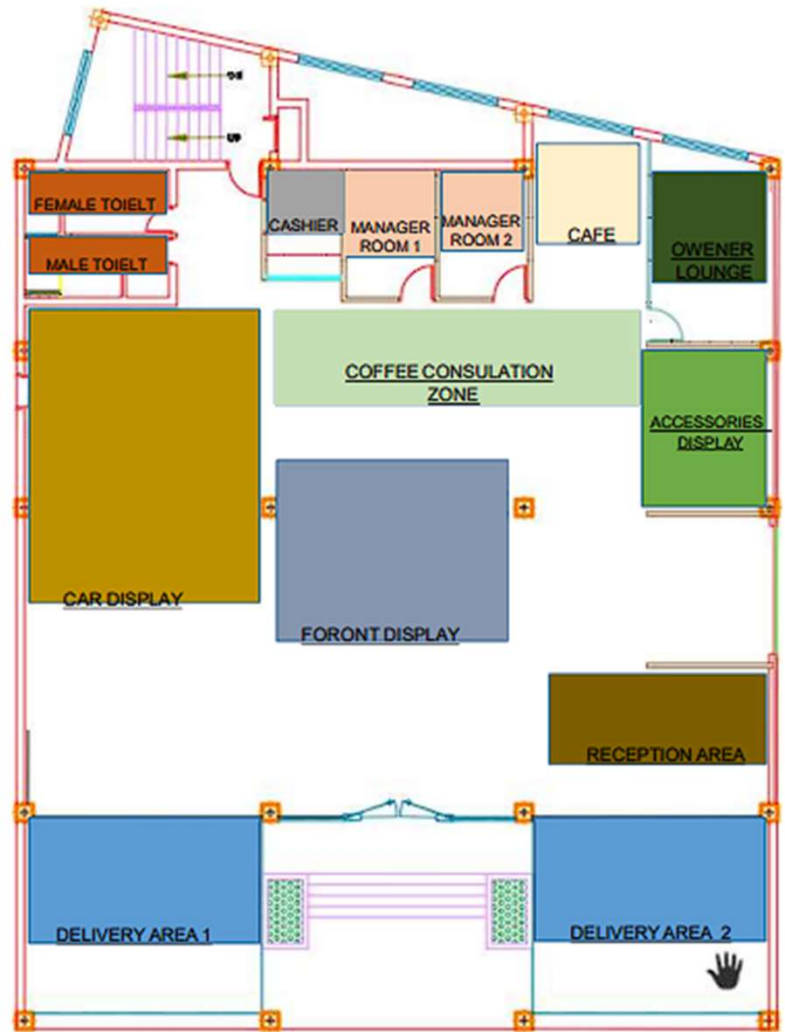 UP
FEMALE TOIELT
MALE TOIELT
CASHIER
MANAGER
ROOM 1
MANAGER
ROOM 2
CAFE
OWENER
LOUNGE
COFFEE CONSULATION
ZONE
ACCESSORIES
DISPLAY
CAR DISPLAY
FORONT DISPLAY
RECEPTION AREA
DELIVERY AREA 1
DELIVERY AREA 2